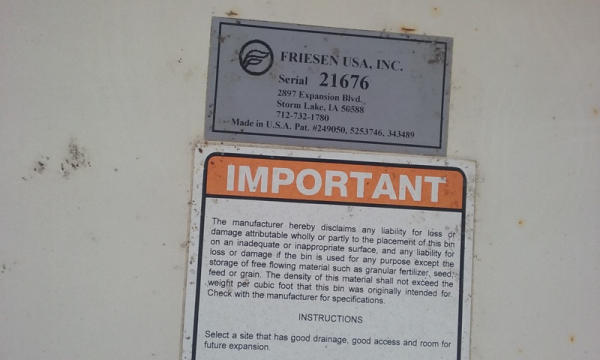 FRIESEN USA, INC.
Serial 21676
2897 Expansion Blvd.
Storm Lake, IA 50588
712-732-1780
Made in U.S.A. Pat. #249050, 5253746, 343489
IMPORTANT
The manufacturer hereby disclaims any liability for loss or
damage attributable wholly or partly to the placement of this bin
on an inadequate or inappropriate surface, and any liability for
loss or damage if the bin is used for any purpose except the
storage of free flowing material such as granular fertilizer, seed,
feed or grain. The density of this material shall not exceed the
weight per cubic foot that this bin was originally intended for.
Check with the manufacturer for specifications.
INSTRUCTIONS
Select a site that has good drainage, good access and room for
future expansion.